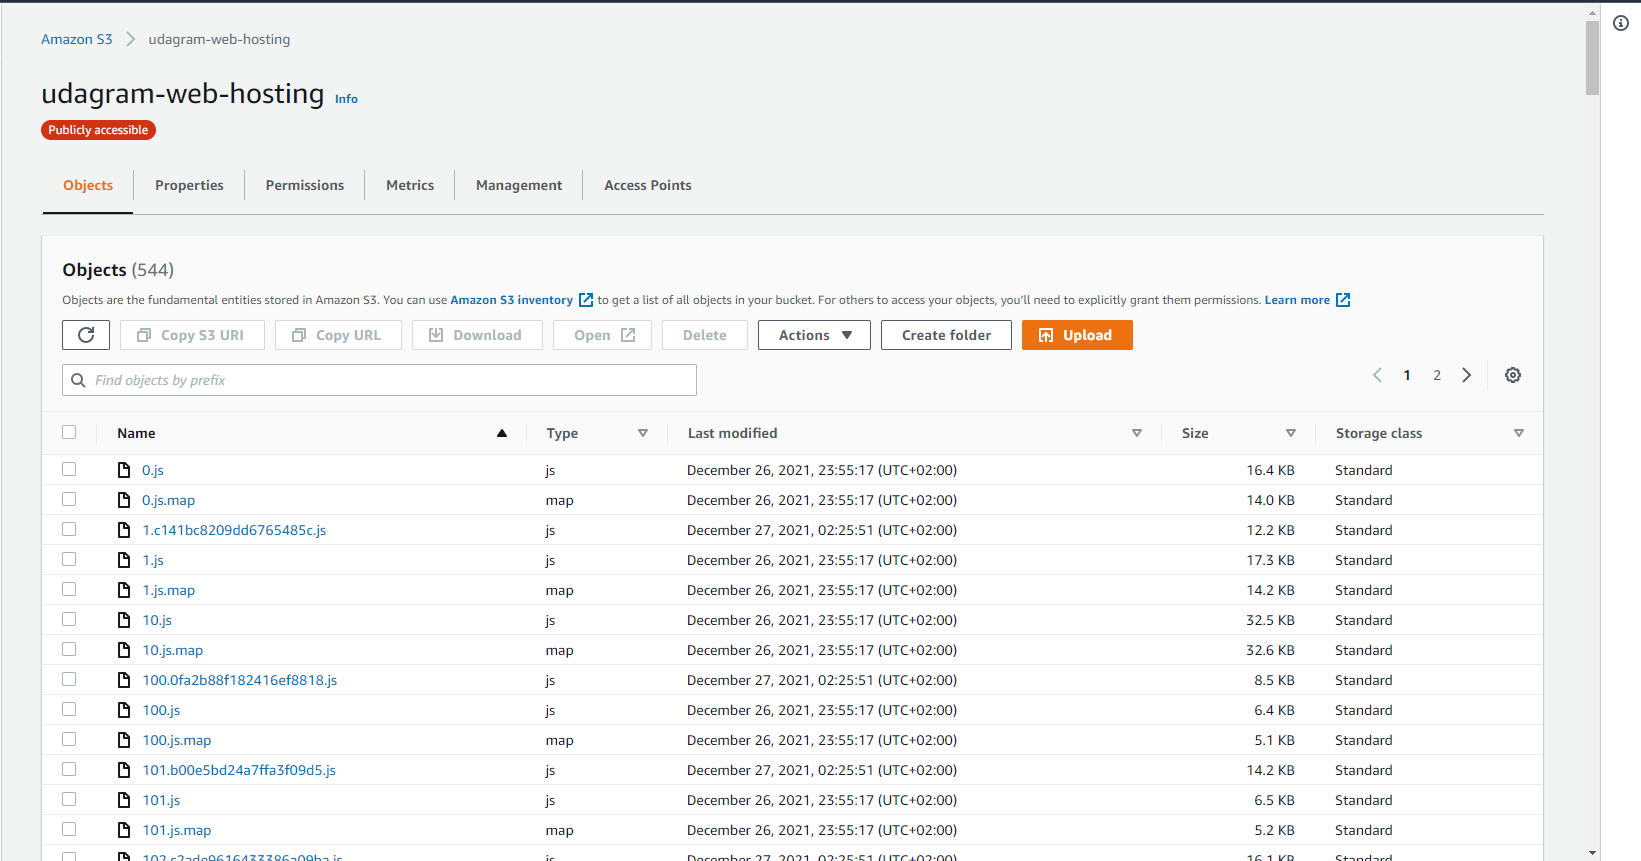 Amazon S3 > udagram-web-hosting
udagram-web-hosting Info
Publicly accessible
Objects Properties Permissions Metrics Management Access Points
Objects (544)
Objects are the fundamental entities stored in Amazon S3. You can use Amazon S3 inventory to get a list of all objects in your bucket. For others to access your objects, you'll need to explicitly grant them permissions. Learn more
Copy S3 URI Copy URL Download Open Delete Actions Create folder Upload
Find objects by prefix
1 2
Name Type Last modified Size Storage class
0.js js December 26, 2021, 23:55:17 (UTC+02:00) 16.4 KB Standard
0.js.map map December 26, 2021, 23:55:17 (UTC+02:00) 14.0 KB Standard
1.c141bc8209dd6765485c.js js December 27, 2021, 02:25:51 (UTC+02:00) 12.2 KB Standard
1.js js December 26, 2021, 23:55:17 (UTC+02:00) 17.3 KB Standard
1.js.map map December 26, 2021, 23:55:17 (UTC+02:00) 14.2 KB Standard
10.js js December 26, 2021, 23:55:17 (UTC+02:00) 32.5 KB Standard
10.js.map map December 26, 2021, 23:55:17 (UTC+02:00) 32.6 KB Standard
100.0fa2b88f182416ef8818.js js December 27, 2021, 02:25:51 (UTC+02:00) 8.5 KB Standard
100.js js December 26, 2021, 23:55:17 (UTC+02:00) 6.4 KB Standard
100.js.map map December 26, 2021, 23:55:17 (UTC+02:00) 5.1 KB Standard
101.b00e5bd24a7ffa3f09d5.js js December 27, 2021, 02:25:51 (UTC+02:00) 14.2 KB Standard
101.js js December 26, 2021, 23:55:17 (UTC+02:00) 6.5 KB Standard
101.js.map map December 26, 2021, 23:55:17 (UTC+02:00) 5.2 KB Standard
102.c2ade9616433386a09ba.js js December 27, 2021, 02:25:51 (UTC+02:00) 16.1 KB Standard